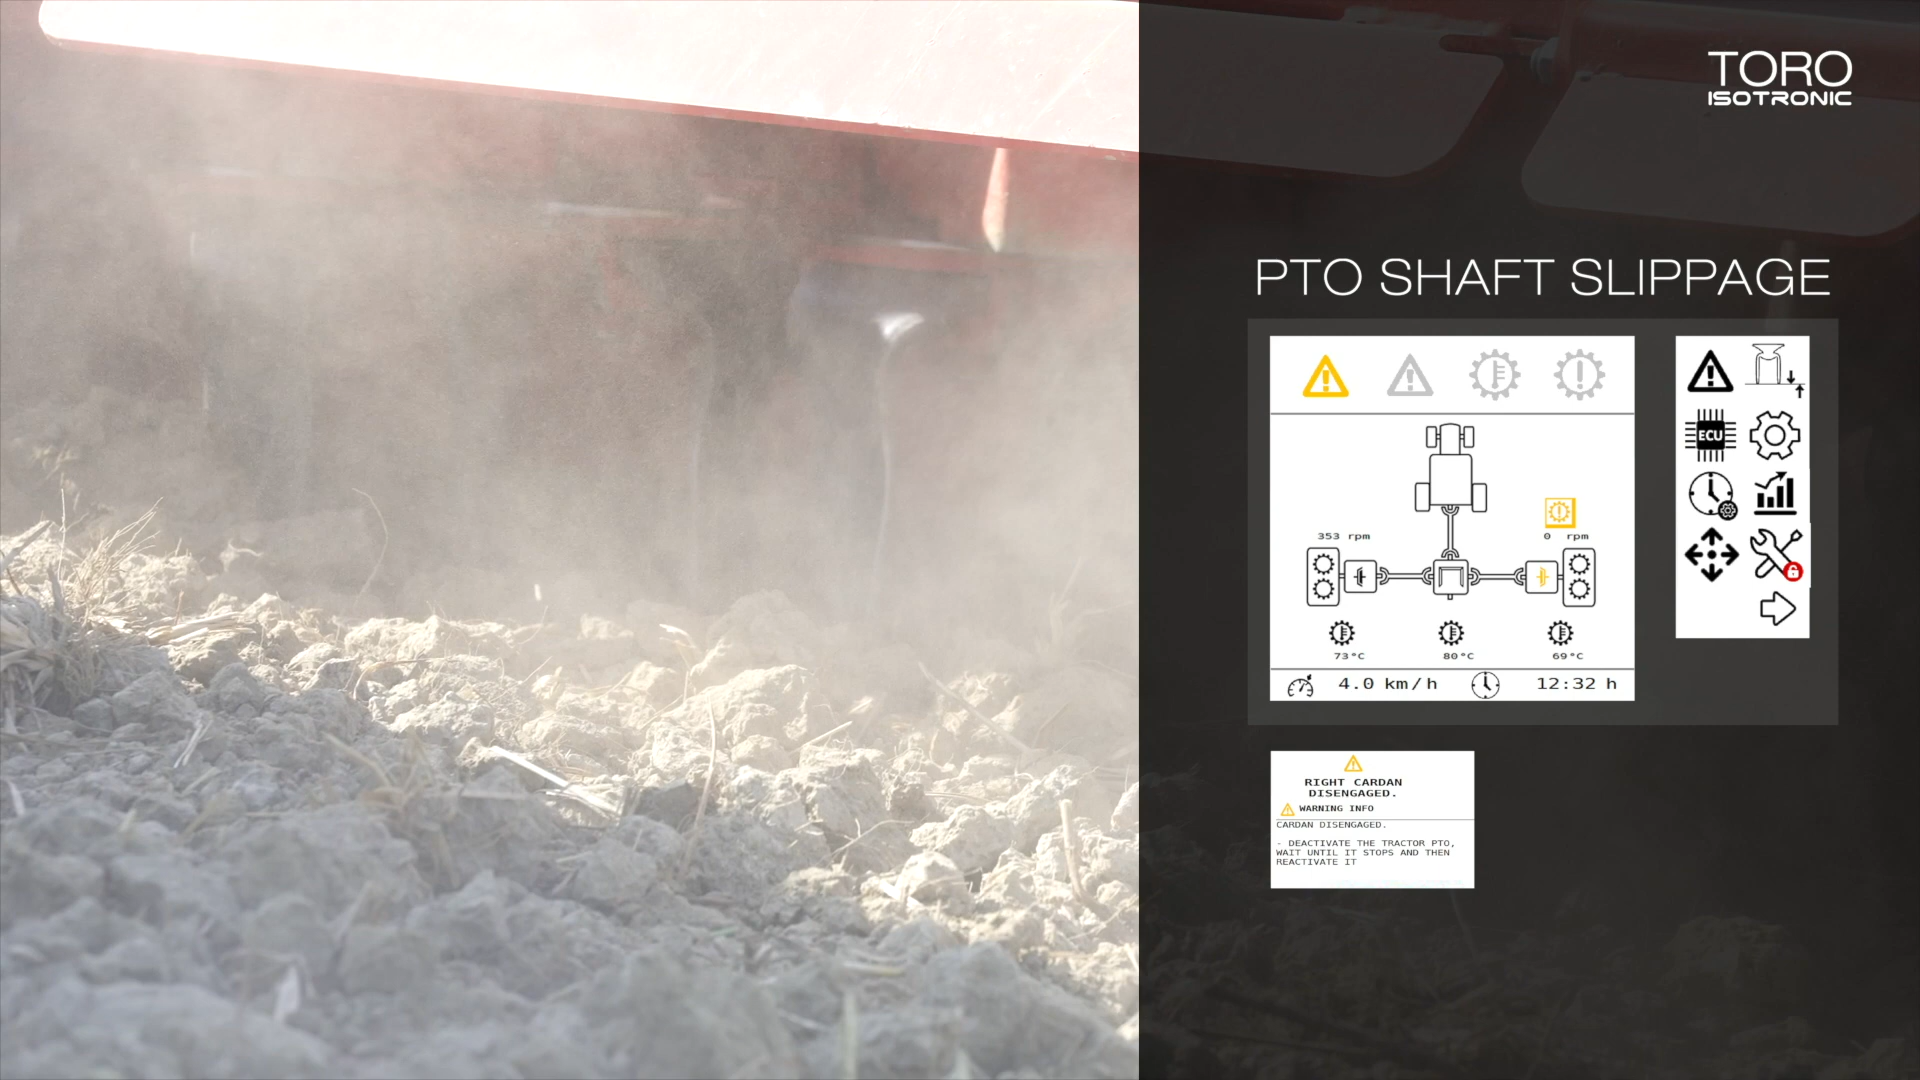 TORO
ISOTRONIC
PTO SHAFT SLIPPAGE
353 rpm
0 rpm
73°C
80°C
69°C
4.0 km/h
12:32 h
ECU
RIGHT CARDAN
DISENGAGED.
WARNING INFO
CARDAN DISENGAGED.
- DEACTIVATE THE TRACTOR PTO,
WAIT UNTIL IT STOPS AND THEN
REACTIVATE IT